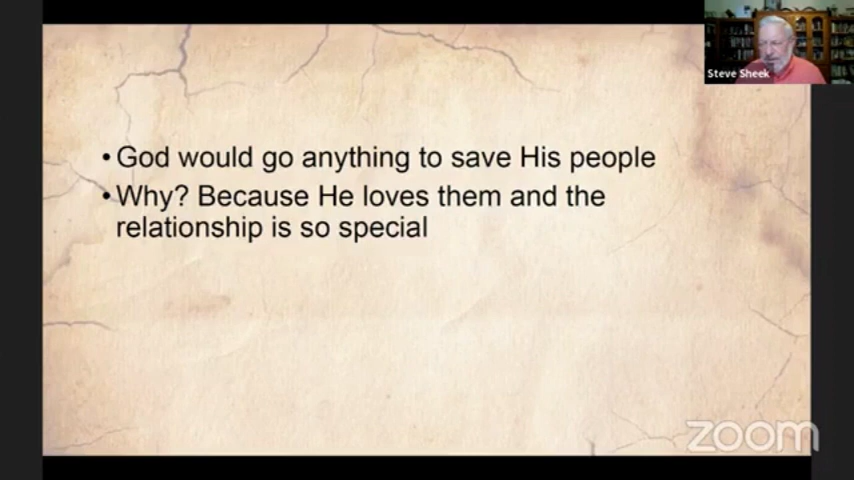 Steve Sheek
• God would go anything to save His people
• Why? Because He loves them and the
relationship is so special
zoom